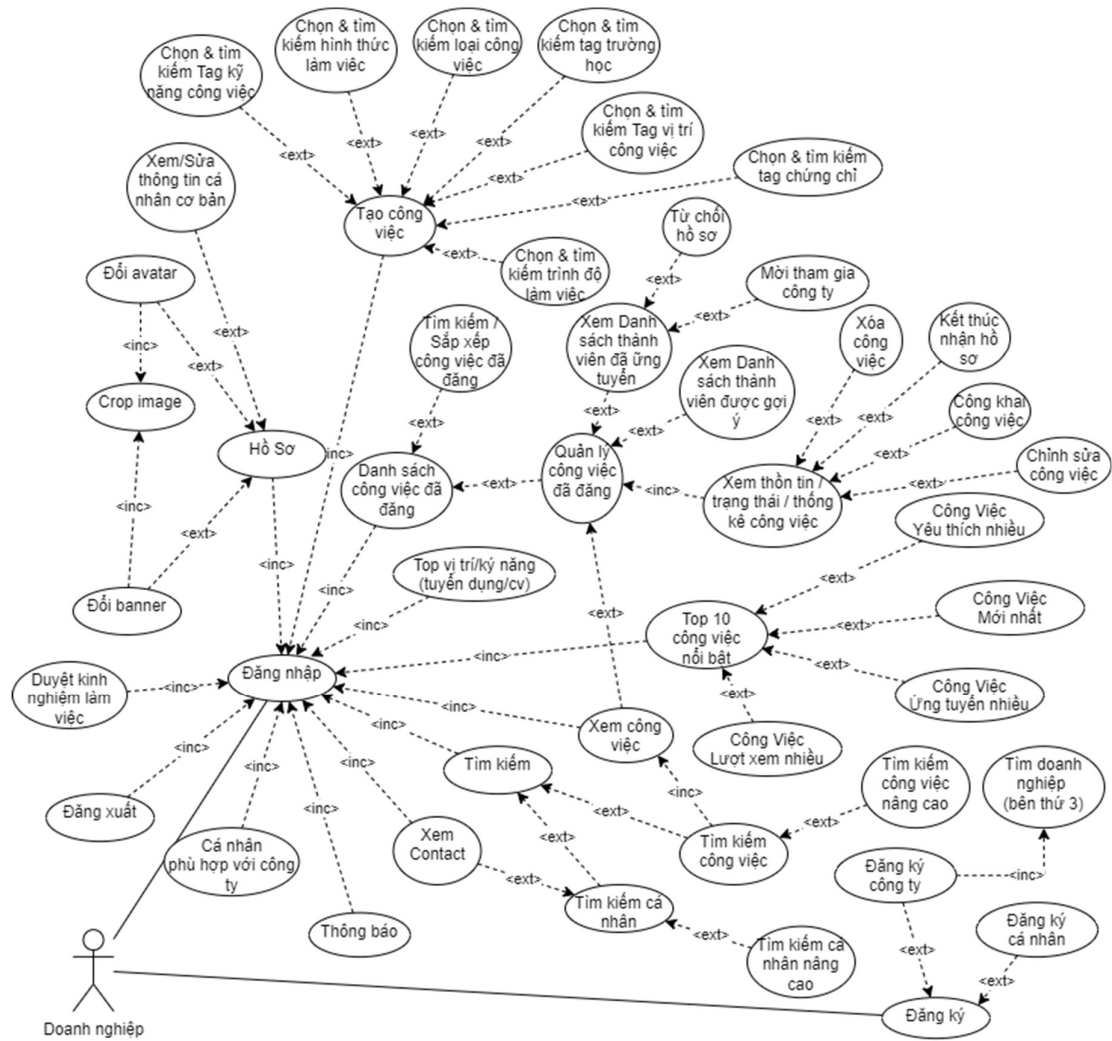 Chọn & tìm
kiếm Tag kỹ
năng công việc
Chọn & tìm
kiếm hình thức
làm viêc
Chọn & tìm
kiếm loại công
việc
Chọn & tìm
kiếm tag trường
học
Chọn & tìm
kiếm Tag vị trí
công việc
Chọn & tìm kiếm
tag chứng chỉ
<ext>
<ext>
<ext>
<ext>
<ext>
<ext>
Xem/Sửa
thông tin cá
nhân cơ bản
Tạo công
việc
<ext>
Chọn & tìm
kiếm trình độ
làm việc
Từ chối
hồ sơ
<ext>
Mời tham gia
công ty
<ext>
Đổi avatar
<ext>
<inc>
<ext>
Crop image
Tìm kiếm /
Sắp xếp
công việc đã
đăng
<ext>
Xem Danh
sách thành
viên đã ững
tuyển
<ext>
Xem Danh
sách thành
viên được gợi
ý
<ext>
Xóa
công
việc
<ext>
Kết thúc
nhận hồ
sơ
<ext>
Công khai
công việc
<ext>
Chỉnh sửa
công việc
<ext>
Hồ Sơ
<inc>
Danh sách
công việc đã
đăng
<ext>
Quản lý
công việc
đã đăng
<inc>
Xem thồn tin /
trạng thái / thống
kê công việc
<inc>
<ext>
<inc>
<inc>
Đổi banner
Top vị trí/ký năng
(tuyển dụng/cv)
<inc>
<ext>
Công Việc
Yêu thích nhiều
<ext>
Top 10
công việc
nổi bật
<inc>
Công Việc
Mới nhất
<ext>
<ext>
Công Việc
Ứng tuyển nhiều
<ext>
Công Việc
Lượt xem nhiều
Duyệt kinh
nghiệm làm
việc
<inc>
Đăng nhập
<inc>
Xem công
việc
<inc>
Đăng xuất
<inc>
Cá nhân
phù hợp với công
ty
<inc>
Thông báo
<inc>
Xem
Contact
<inc>
Tìm kiếm
<ext>
<ext>
<inc>
Tìm kiếm
công việc
<ext>
Tìm kiếm
công việc
nâng cao
Tìm doanh
nghiệp
(bên thứ 3)
<ext>
Tìm kiếm cá
nhân
<ext>
Tìm kiếm cá
nhân nâng
cao
Đăng ký
công ty
<inc>
Đăng ký
cá nhân
<ext>
<ext>
Đăng ký
Doanh nghiệp